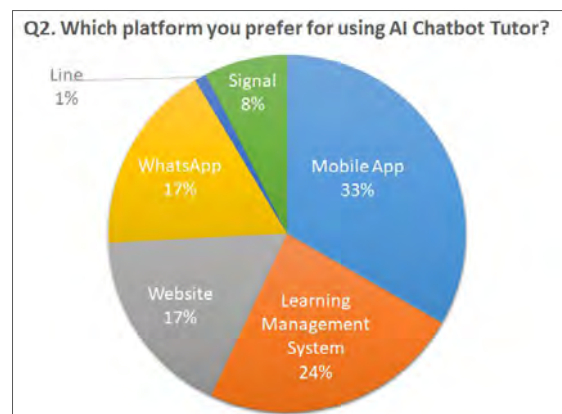 Q2. Which platform you prefer for using AI Chatbot Tutor?
Line
1%
Signal
8%
Mobile App
33%
WhatsApp
17%
Website
17%
Learning
Management
System
24%